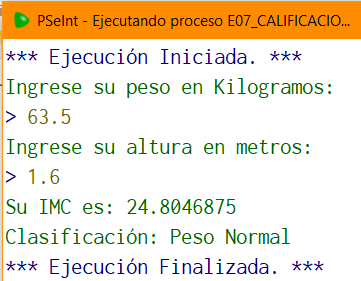 PSeInt - Ejecutando proceso E07_CALIFICACIO...
*** Ejecución Iniciada. ***
Ingrese su peso en Kilogramos:
> 63.5
Ingrese su altura en metros:
> 1.6
Su IMC es: 24.8046875
Clasificación: Peso Normal
*** Ejecución Finalizada. ***